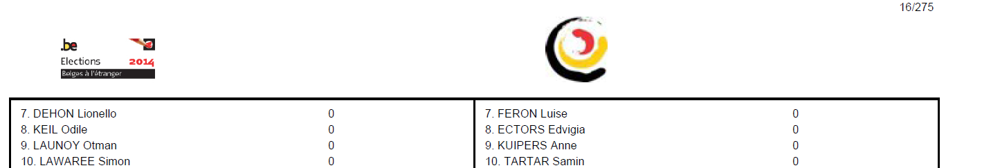 16/275
.be
Elections 2014
Belges à l'étranger
7. DEHON Lionello 0
8. KEIL Odile 0
9. LAUNOY Otman 0
10. LAWAREE Simon 0
7. FERON Luise 0
8. ECTORS Edvigia 0
9. KUIPERS Anne 0
10. TARTAR Samin 0